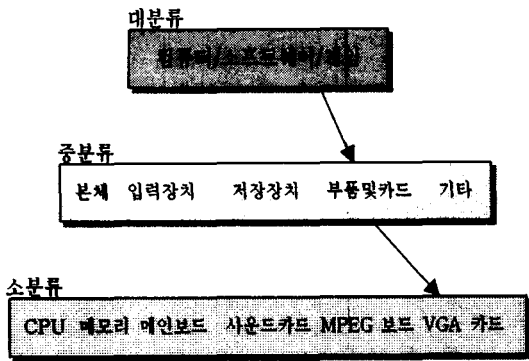 대분류
컴퓨터/소프트웨어/통신
중분류
본체 입력장치 저장장치 부품및카드 기타
소분류
CPU 메모리 메인보드 사운드카드 MPEG 보드 VGA 카드